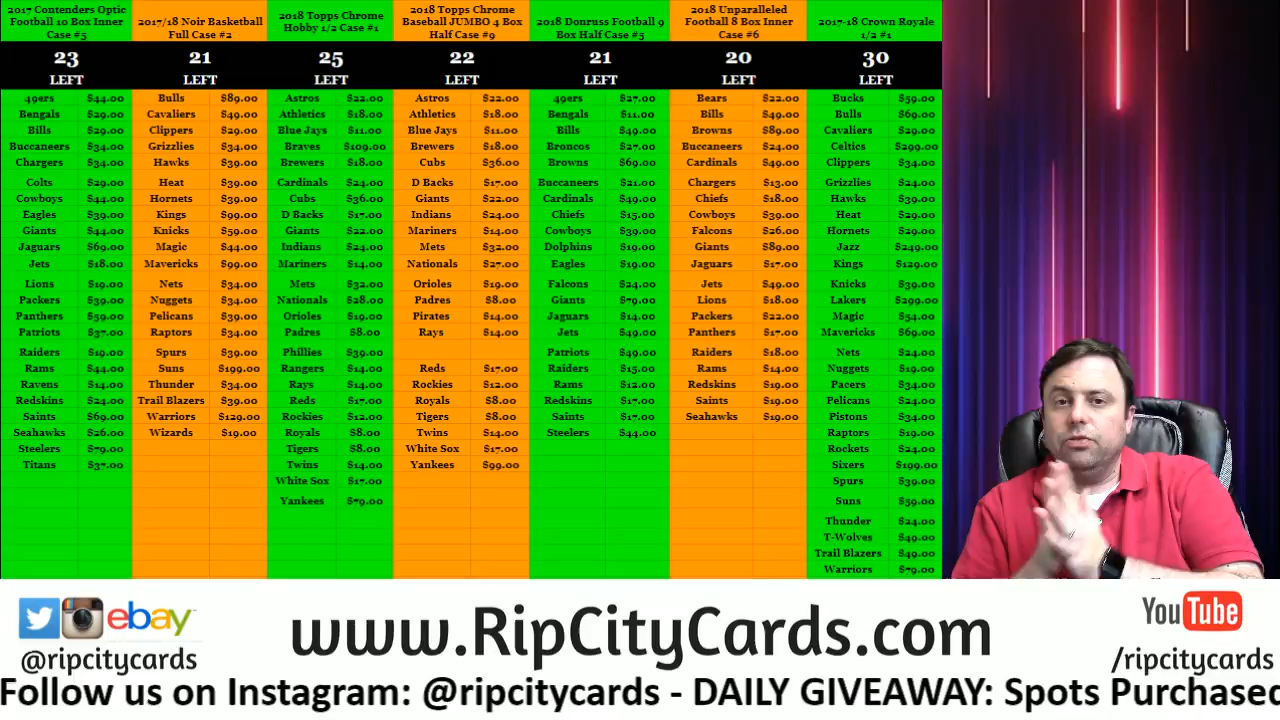 2017 Contenders Optic
Football 10 Box Inner
Case #5
23
LEFT
49ers $44.00
Bengals $29.00
Bills $29.00
Buccaneers $34.00
Chargers $34.00
Colts $29.00
Cowboys $44.00
Eagles $39.00
Giants $44.00
Jaguars $69.00
Jets $18.00
Lions $19.00
Packers $39.00
Panthers $59.00
Patriots $37.00
Raiders $19.00
Rams $44.00
Ravens $14.00
Redskins $24.00
Saints $69.00
Seahawks $26.00
Steelers $79.00
Titans $37.00
2017/18 Noir Basketball
Full Case #2
21
LEFT
Bulls $89.00
Cavaliers $49.00
Clippers $29.00
Grizzlies $34.00
Hawks $39.00
Heat $39.00
Hornets $39.00
Kings $99.00
Knicks $59.00
Magic $44.00
Mavericks $99.00
Nets $34.00
Nuggets $34.00
Pelicans $39.00
Raptors $34.00
Spurs $39.00
Suns $199.00
Thunder $34.00
Trail Blazers $39.00
Warriors $129.00
Wizards $19.00
2018 Topps Chrome
Hobby 1/2 Case #1
25
LEFT
Astros $22.00
Athletics $18.00
Blue Jays $11.00
Braves $109.00
Brewers $18.00
Cardinals $24.00
Cubs $36.00
D Backs $17.00
Giants $22.00
Indians $24.00
Mariners $14.00
Mets $32.00
Nationals $28.00
Orioles $19.00
Padres $8.00
Phillies $39.00
Rangers $14.00
Rays $14.00
Reds $17.00
Rockies $12.00
Royals $8.00
Tigers $8.00
Twins $14.00
White Sox $17.00
Yankees $79.00
2018 Topps Chrome
Baseball JUMBO 4 Box
Half Case #9
22
LEFT
Astros $22.00
Athletics $18.00
Blue Jays $11.00
Brewers $18.00
Cubs $36.00
D Backs $17.00
Giants $22.00
Indians $24.00
Mariners $14.00
Mets $32.00
Nationals $27.00
Orioles $19.00
Padres $8.00
Pirates $14.00
Rays $14.00
Reds $17.00
Rockies $12.00
Royals $8.00
Tigers $8.00
Twins $14.00
White Sox $17.00
Yankees $99.00
2018 Donruss Football 9
Box Half Case #5
21
LEFT
49ers $27.00
Bengals $11.00
Bills $49.00
Broncos $27.00
Browns $69.00
Buccaneers $21.00
Cardinals $49.00
Chiefs $15.00
Cowboys $39.00
Dolphins $19.00
Eagles $19.00
Falcons $24.00
Giants $79.00
Jaguars $14.00
Jets $49.00
Patriots $49.00
Raiders $15.00
Rams $12.00
Redskins $17.00
Saints $17.00
Steelers $44.00
2018 Unparalleled
Football 8 Box Inner
Case #6
20
LEFT
Bears $22.00
Bills $49.00
Browns $89.00
Buccaneers $24.00
Cardinals $49.00
Chargers $13.00
Chiefs $18.00
Cowboys $39.00
Falcons $26.00
Giants $89.00
Jaguars $17.00
Jets $49.00
Lions $18.00
Packers $22.00
Panthers $17.00
Raiders $18.00
Rams $14.00
Redskins $19.00
Saints $19.00
Seahawks $19.00
2017-18 Crown Royale
1/2 #1
30
LEFT
Bucks $59.00
Bulls $69.00
Cavaliers $29.00
Celtics $299.00
Clippers $34.00
Grizzlies $24.00
Hawks $39.00
Heat $29.00
Hornets $29.00
Jazz $249.00
Kings $129.00
Knicks $39.00
Lakers $299.00
Magic $54.00
Mavericks $69.00
Nets $24.00
Nuggets $19.00
Pacers $34.00
Pelicans $24.00
Pistons $34.00
Raptors $19.00
Rockets $24.00
Sixers $199.00
Spurs $39.00
Suns $59.00
Thunder $24.00
T-Wolves $49.00
Trail Blazers $49.00
Warriors $79.00
ebay
@ripcitycards
www.RipCityCards.com
YouTube
/ripcitycards
Follow us on Instagram: @ripcitycards - DAILY GIVEAWAY: Spots Purchased